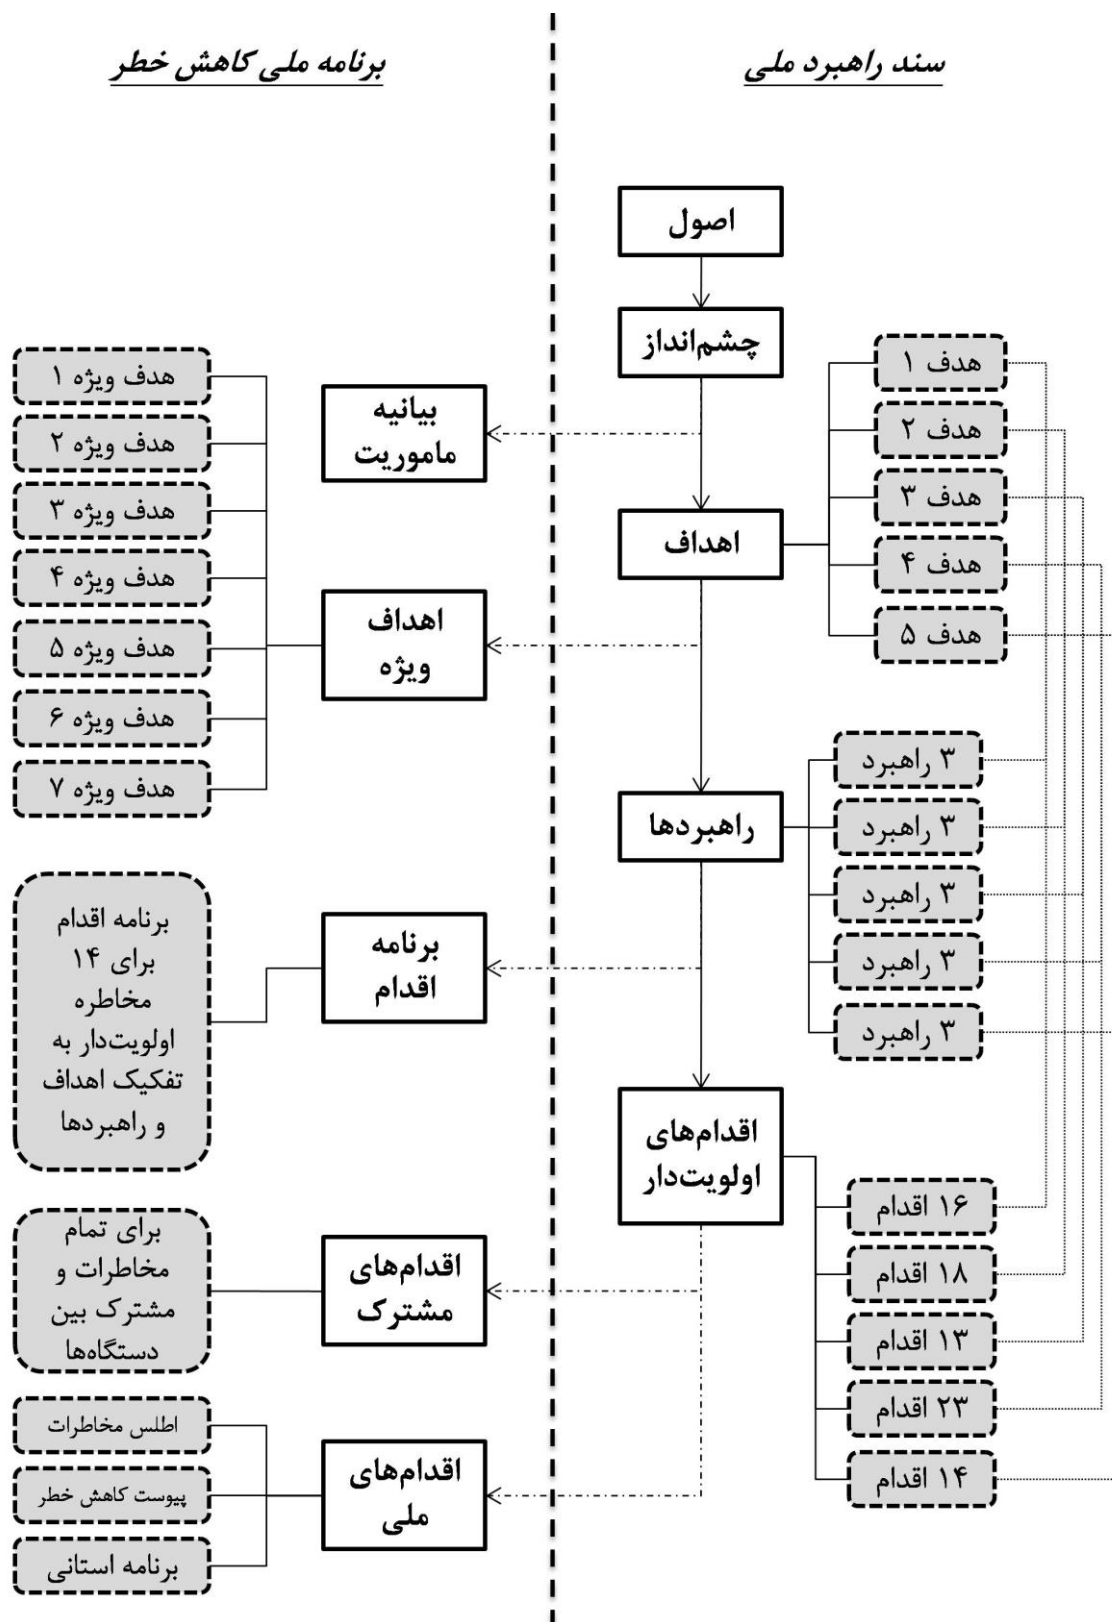 سند راهبرد ملی
اصول
چشم‌انداز
اهداف
هدف ۱
هدف ۲
هدف ۳
هدف ۴
هدف ۵
راهبردها
۳ راهبرد
۳ راهبرد
۳ راهبرد
۳ راهبرد
۳ راهبرد
اقدام‌های
اولویت‌دار
۱۶ اقدام
۱۸ اقدام
۱۳ اقدام
۲۳ اقدام
۱۴ اقدام
برنامه ملی کاهش خطر
بیانیه
ماموریت
اهداف
ویژه
هدف ویژه ۱
هدف ویژه ۲
هدف ویژه ۳
هدف ویژه ۴
هدف ویژه ۵
هدف ویژه ۶
هدف ویژه ۷
برنامه
اقدام
برنامه اقدام
برای ۱۴
مخاطره
اولویت‌دار به
تفکیک اهداف
و راهبردها
اقدام‌های
مشترک
برای تمام
مخاطرات و
مشترک بین
دستگاه‌ها
اقدام‌های
ملی
اطلس مخاطرات
پیوست کاهش خطر
برنامه استانی